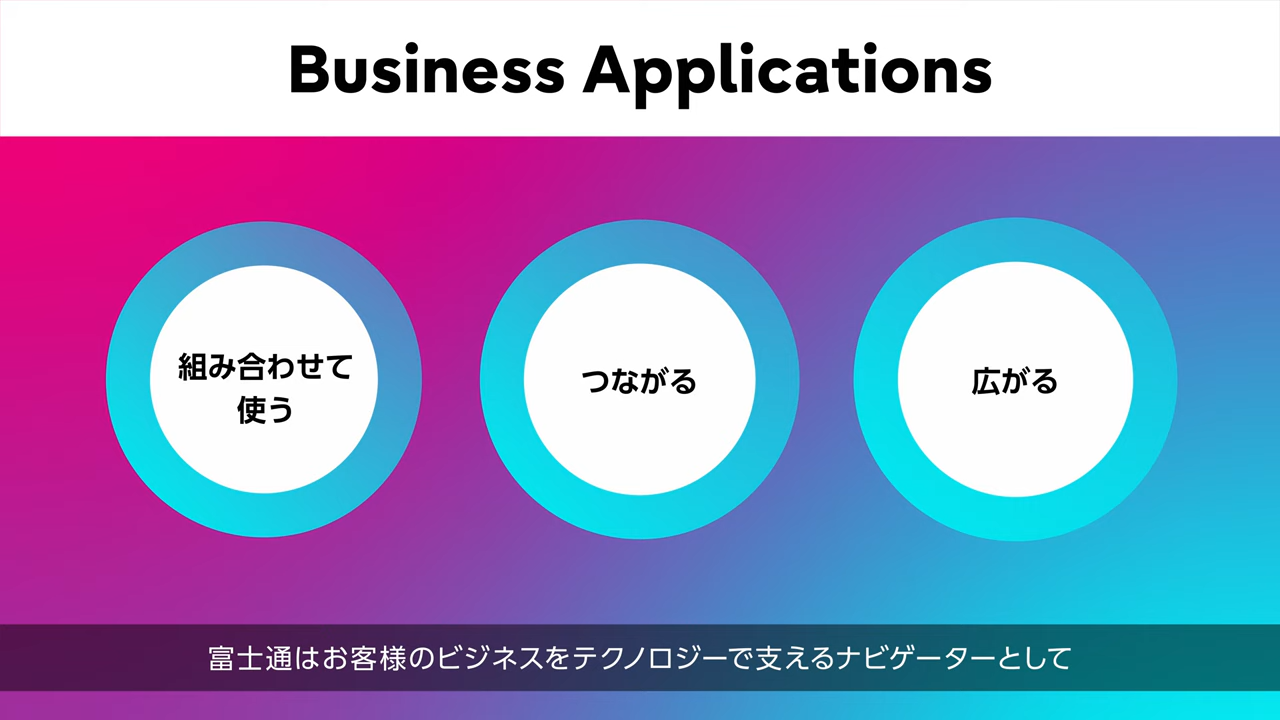 Business Applications
組み合わせて
使う
つながる
広がる
富士通はお客様のビジネスをテクノロジーで支えるナビゲーターとして